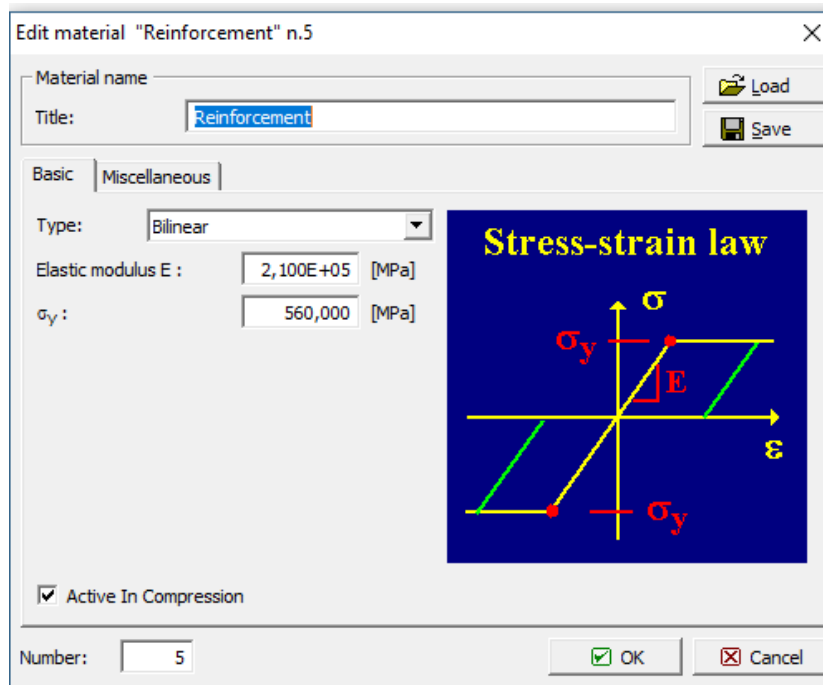 Edit material "Reinforcement" n.5
Material name
Title: Reinforcement
Load
Save
Basic Miscellaneous
Type: Bilinear
Elastic modulus E : 2,100E+05 [MPa]
σy : 560,000 [MPa]
Stress-strain law
σ
σy
E
ε
σy
Active In Compression
Number: 5 OK Cancel